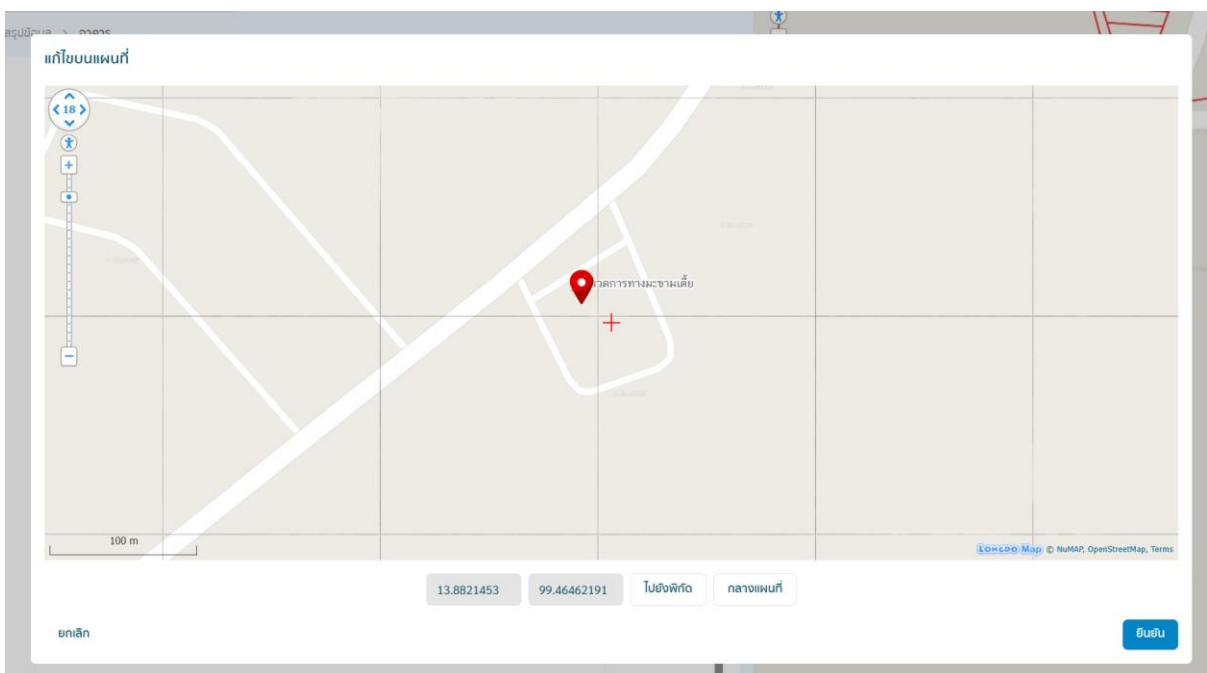 สรุปข้อมูล > อาคาร
แก้ไขบนแผนที่
18
วดการทางมะขามเตี้ย
100 m
LONGDO Map © NuMAP, OpenStreetMap, Terms
13.8821453 99.46462191 ไปยังพิกัด กลางแผนที่
ยกเลิก ยืนยัน